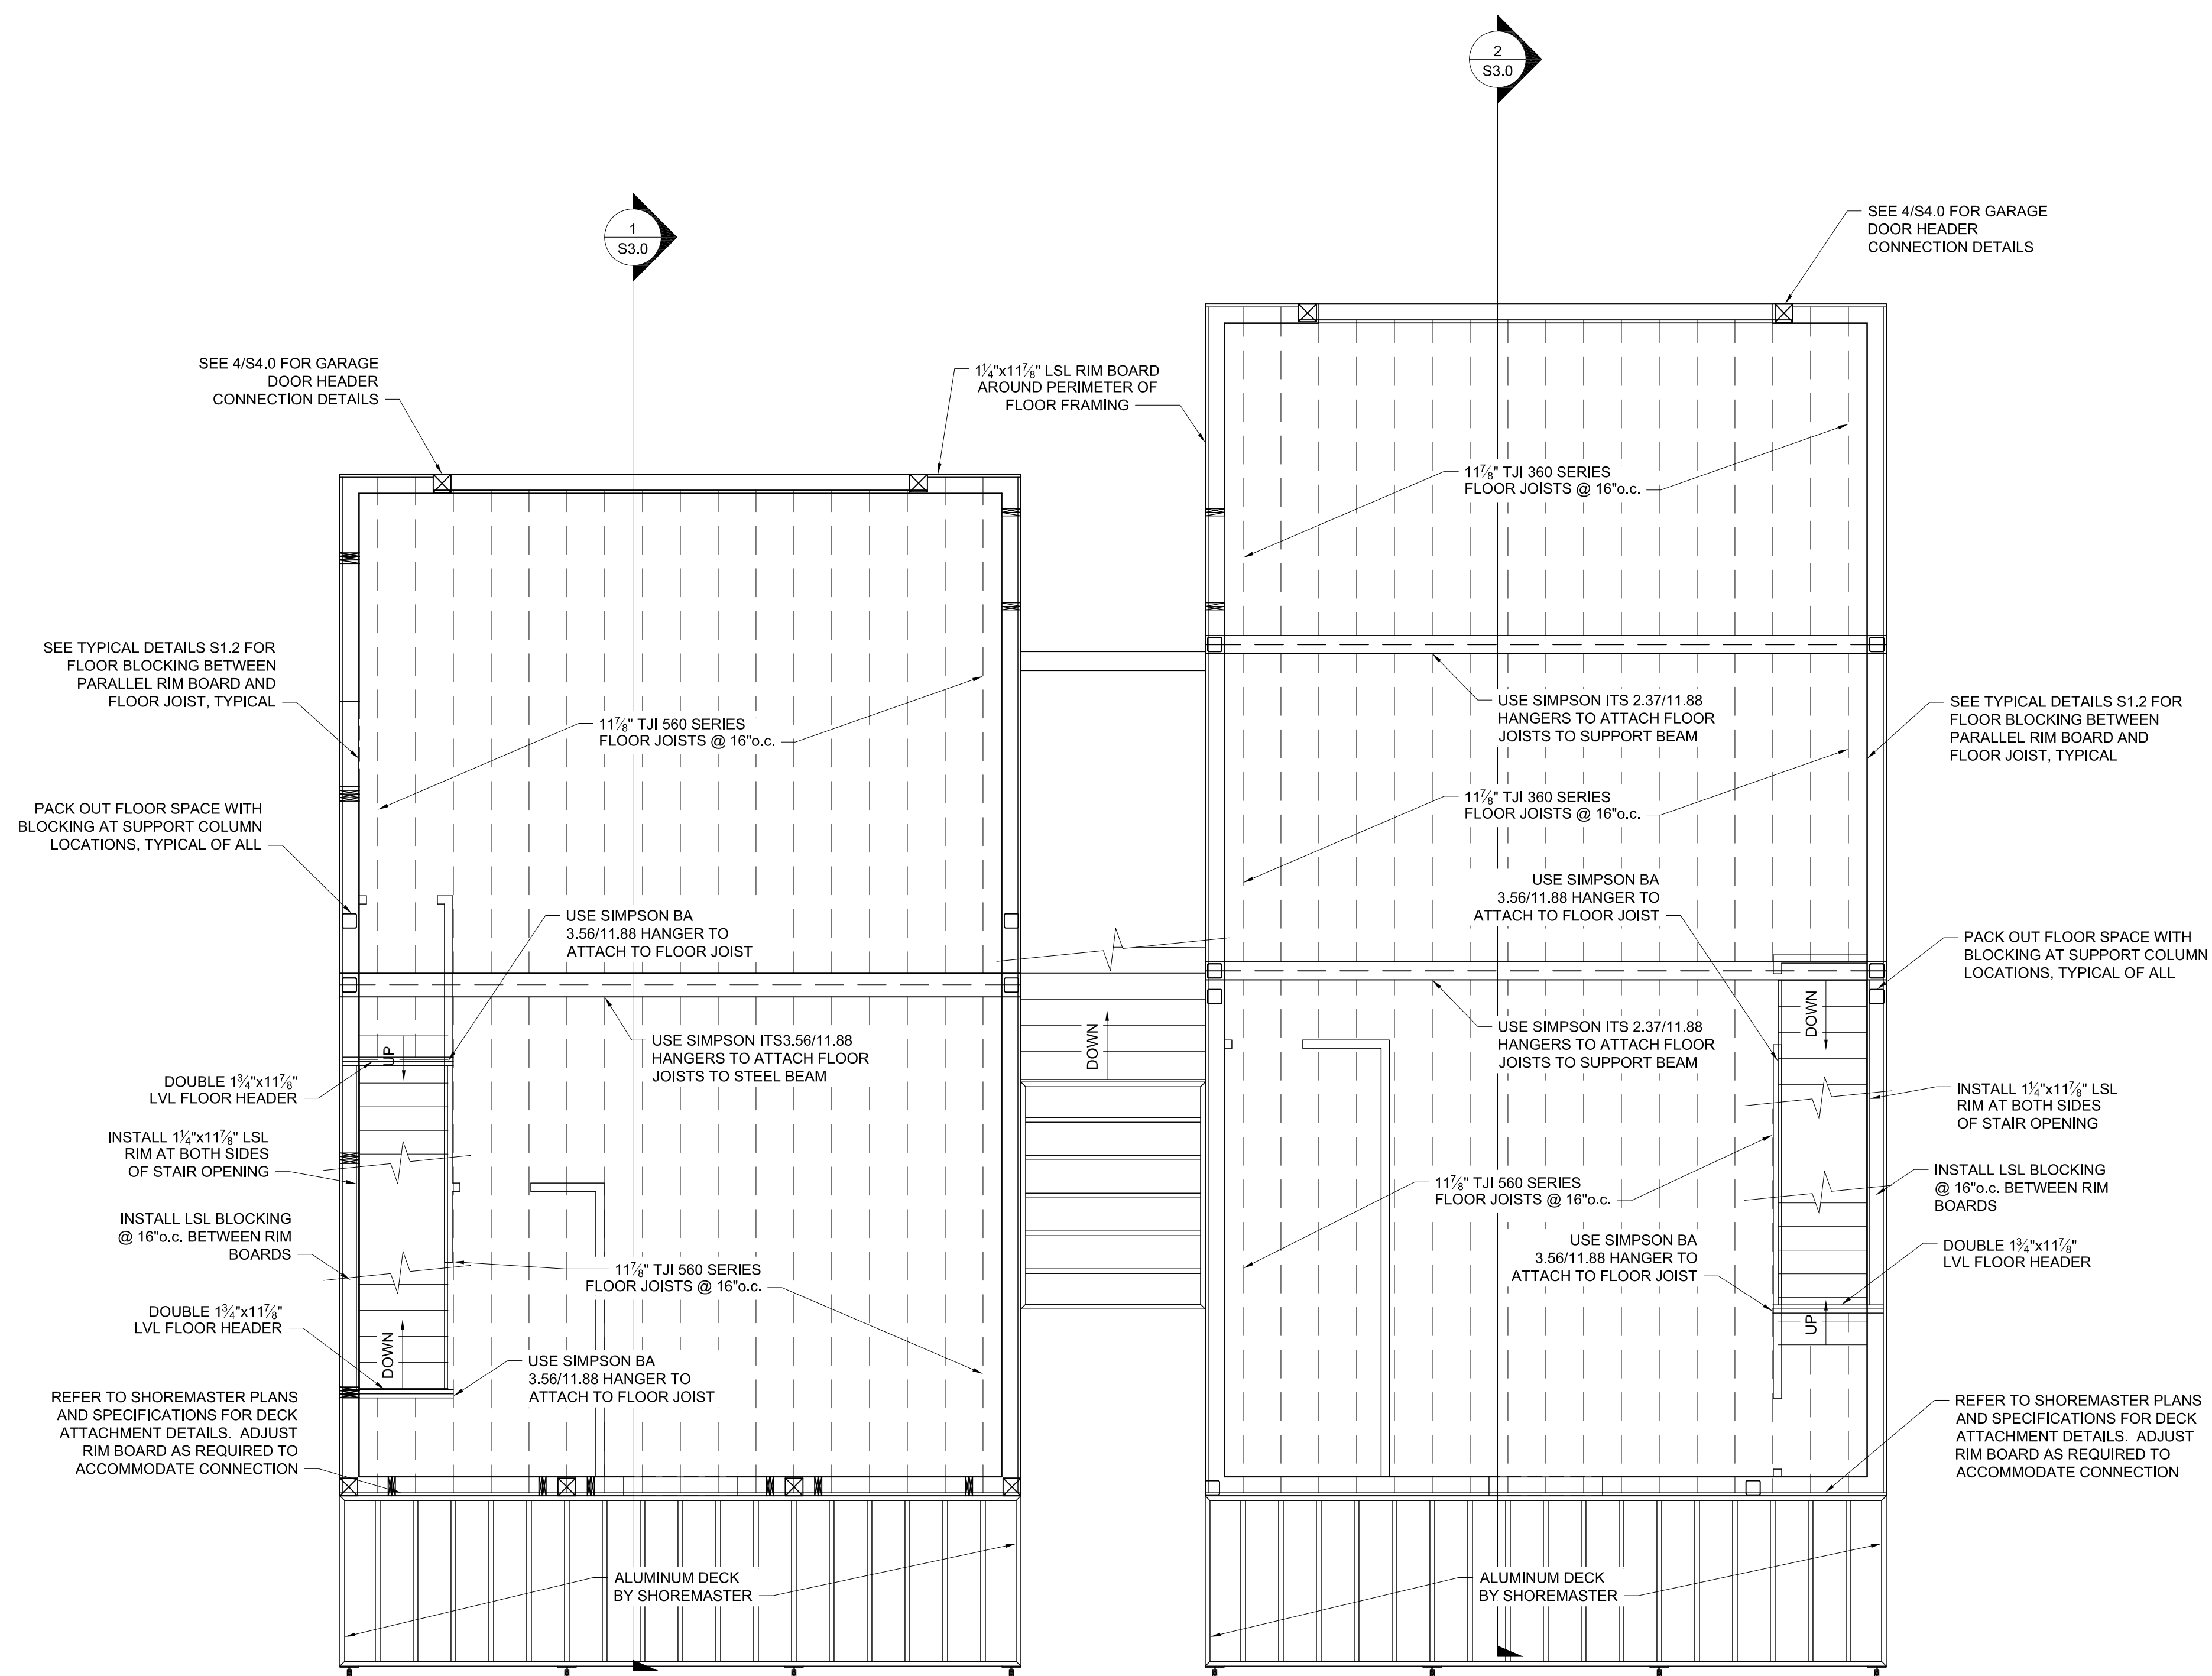 2
S3.0
1
S3.0
SEE 4/S4.0 FOR GARAGE
DOOR HEADER
CONNECTION DETAILS
SEE 4/S4.0 FOR GARAGE
DOOR HEADER
CONNECTION DETAILS
1¼"x11⅞" LSL RIM BOARD
AROUND PERIMETER OF
FLOOR FRAMING
11⅞" TJI 360 SERIES
FLOOR JOISTS @ 16"o.c.
SEE TYPICAL DETAILS S1.2 FOR
FLOOR BLOCKING BETWEEN
PARALLEL RIM BOARD AND
FLOOR JOIST, TYPICAL
11⅞" TJI 560 SERIES
FLOOR JOISTS @ 16"o.c.
USE SIMPSON ITS 2.37/11.88
HANGERS TO ATTACH FLOOR
JOISTS TO SUPPORT BEAM
SEE TYPICAL DETAILS S1.2 FOR
FLOOR BLOCKING BETWEEN
PARALLEL RIM BOARD AND
FLOOR JOIST, TYPICAL
PACK OUT FLOOR SPACE WITH
BLOCKING AT SUPPORT COLUMN
LOCATIONS, TYPICAL OF ALL
11⅞" TJI 360 SERIES
FLOOR JOISTS @ 16"o.c.
USE SIMPSON BA
3.56/11.88 HANGER TO
ATTACH TO FLOOR JOIST
USE SIMPSON BA
3.56/11.88 HANGER TO
ATTACH TO FLOOR JOIST
PACK OUT FLOOR SPACE WITH
BLOCKING AT SUPPORT COLUMN
LOCATIONS, TYPICAL OF ALL
UP
DOWN
DOWN
USE SIMPSON ITS3.56/11.88
HANGERS TO ATTACH FLOOR
JOISTS TO STEEL BEAM
USE SIMPSON ITS 2.37/11.88
HANGERS TO ATTACH FLOOR
JOISTS TO SUPPORT BEAM
DOUBLE 1¾"x11⅞"
LVL FLOOR HEADER
INSTALL 1¼"x11⅞" LSL
RIM AT BOTH SIDES
OF STAIR OPENING
INSTALL 1¼"x11⅞" LSL
RIM AT BOTH SIDES
OF STAIR OPENING
INSTALL LSL BLOCKING
@ 16"o.c. BETWEEN RIM
BOARDS
11⅞" TJI 560 SERIES
FLOOR JOISTS @ 16"o.c.
INSTALL LSL BLOCKING
@ 16"o.c. BETWEEN RIM
BOARDS
11⅞" TJI 560 SERIES
FLOOR JOISTS @ 16"o.c.
USE SIMPSON BA
3.56/11.88 HANGER TO
ATTACH TO FLOOR JOIST
DOUBLE 1¾"x11⅞"
LVL FLOOR HEADER
DOUBLE 1¾"x11⅞"
LVL FLOOR HEADER
DOWN
UP
USE SIMPSON BA
3.56/11.88 HANGER TO
ATTACH TO FLOOR JOIST
REFER TO SHOREMASTER PLANS
AND SPECIFICATIONS FOR DECK
ATTACHMENT DETAILS. ADJUST
RIM BOARD AS REQUIRED TO
ACCOMMODATE CONNECTION
REFER TO SHOREMASTER PLANS
AND SPECIFICATIONS FOR DECK
ATTACHMENT DETAILS. ADJUST
RIM BOARD AS REQUIRED TO
ACCOMMODATE CONNECTION
ALUMINUM DECK
BY SHOREMASTER
ALUMINUM DECK
BY SHOREMASTER